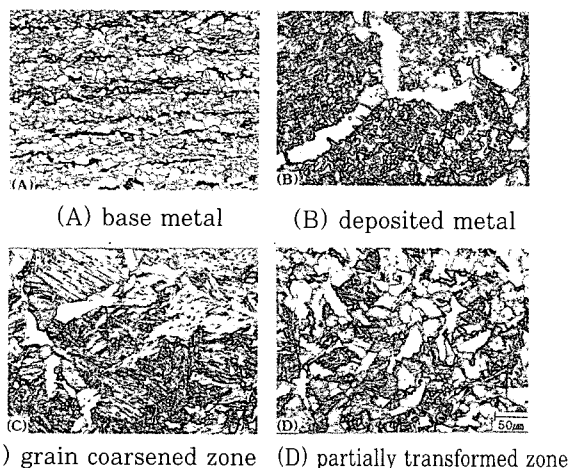 (A)
(B)
(A) base metal
(B) deposited metal
(C)
(D)
50㎛
) grain coarsened zone
(D) partially transformed zone